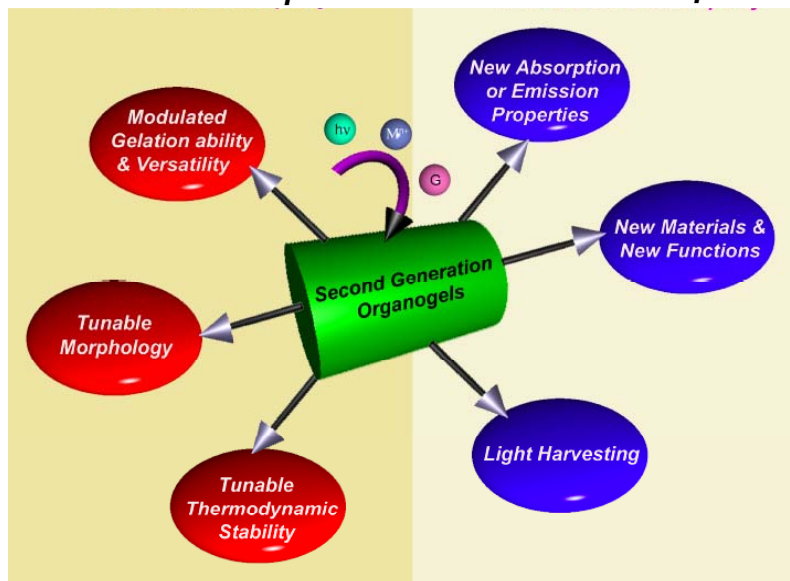 Modulated
Gelation ability
& Versatility
hν
Mⁿ⁺
G
New Absorption
or Emission
Properties
New Materials &
New Functions
Second Generation
Organogels
Tunable
Morphology
Light Harvesting
Tunable
Thermodynamic
Stability